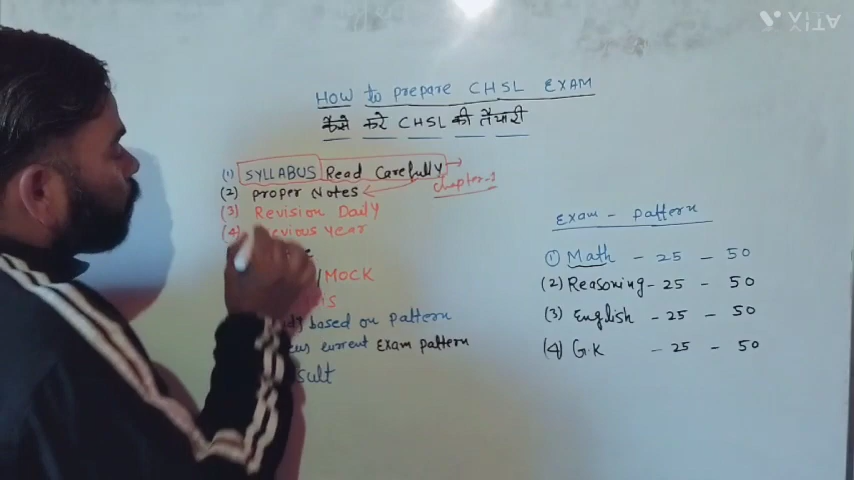 XITA
HOW to prepare CHSL EXAM
कैसे करे CHSL की तैयारी
(1) SYLLABUS Read Carefully
(2) Proper Notes
chapter-1
(3) Revision Daily
(4) Previous Year
MOCK
based on pattern
current Exam pattern
Exam - pattern
(1) Math - 25 - 50
(2) Reasoning - 25 - 50
(3) English - 25 - 50
(4) G.K - 25 - 50